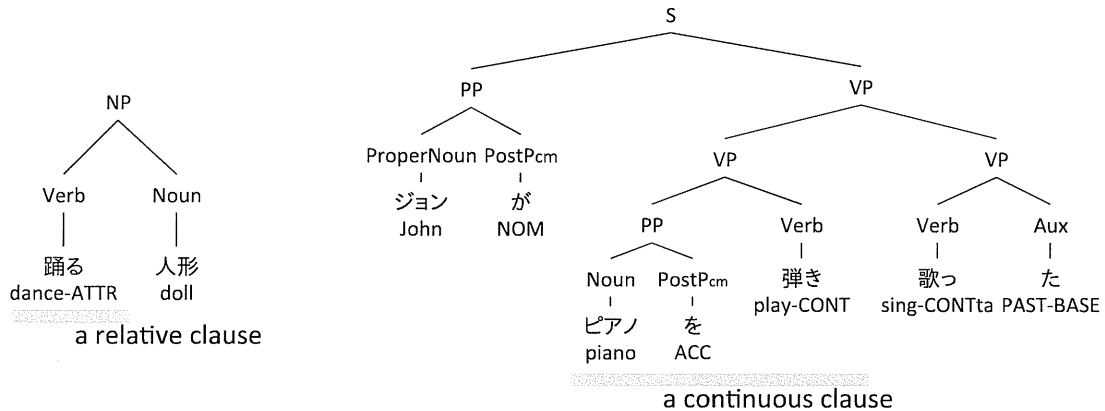 NP
Verb Noun
踊る 人形
dance-ATTR doll
a relative clause
S
PP VP
ProperNoun PostPcm VP VP
ジョン が
John NOM
PP Verb Verb Aux
Noun PostPcm 弾き 歌っ た
play-CONT sing-CONTta PAST-BASE
ピアノ を
piano ACC
a continuous clause